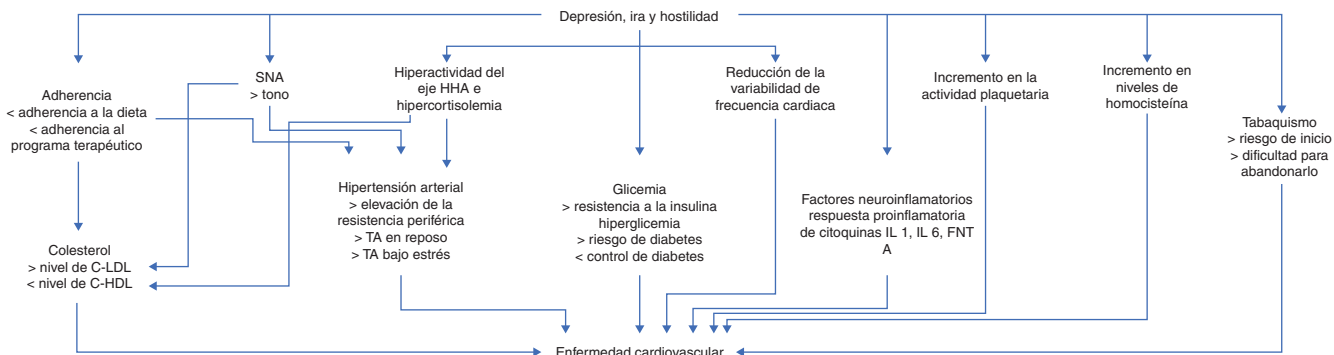 Depresión, ira y hostilidad
Adherencia
< adherencia a la dieta
< adherencia al
programa terapéutico
SNA
> tono
Hiperactividad del
eje HHA e
hipercortisolemia
Reducción de la
variabilidad de
frecuencia cardiaca
Incremento en la
actividad plaquetaria
Incremento en
niveles de
homocisteína
Tabaquismo
> riesgo de inicio
> dificultad para
abandonarlo
Hipertensión arterial
> elevación de la
resistencia periférica
> TA en reposo
> TA bajo estrés
Glicemia
> resistencia a la insulina
hiperglicemia
> riesgo de diabetes
< control de diabetes
Factores neuroinflamatorios
respuesta proinflamatoria
de citoquinas IL 1, IL 6, FNT
A
Colesterol
> nivel de C-LDL
< nivel de C-HDL
Enfermedad cardiovascular